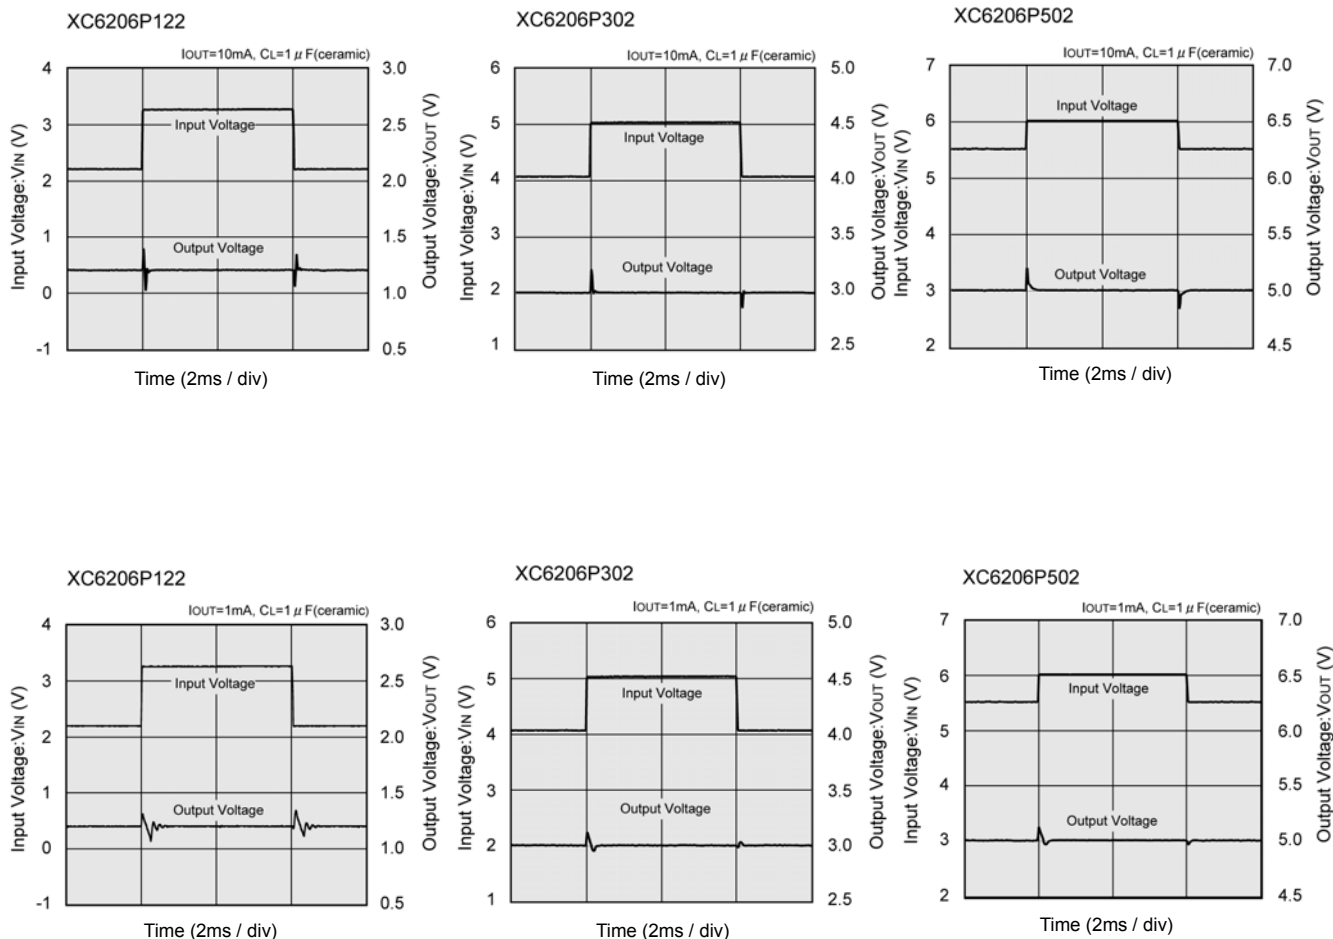 XC6206P122
IOUT=10mA, CL=1 μ F(ceramic)
Input Voltage:VIN (V)
4
3
2
1
0
-1
Input Voltage
Output Voltage
3.0
2.5
2.0
1.5
1.0
0.5
Output Voltage:VOUT (V)
Time (2ms / div)
XC6206P302
IOUT=10mA, CL=1 μ F(ceramic)
Input Voltage:VIN (V)
6
5
4
3
2
1
Input Voltage
Output Voltage
5.0
4.5
4.0
3.5
3.0
2.5
Output Voltage:VOUT (V)
Time (2ms / div)
XC6206P502
IOUT=10mA, CL=1 μ F(ceramic)
Input Voltage:VIN (V)
7
6
5
4
3
2
Input Voltage
Output Voltage
7.0
6.5
6.0
5.5
5.0
4.5
Output Voltage:VOUT (V)
Time (2ms / div)
XC6206P122
IOUT=1mA, CL=1 μ F(ceramic)
Input Voltage:VIN (V)
4
3
2
1
0
-1
Input Voltage
Output Voltage
3.0
2.5
2.0
1.5
1.0
0.5
Output Voltage:VOUT (V)
Time (2ms / div)
XC6206P302
IOUT=1mA, CL=1 μ F(ceramic)
Input Voltage:VIN (V)
6
5
4
3
2
1
Input Voltage
Output Voltage
5.0
4.5
4.0
3.5
3.0
2.5
Output Voltage:VOUT (V)
Time (2ms / div)
XC6206P502
IOUT=1mA, CL=1 μ F(ceramic)
Input Voltage:VIN (V)
7
6
5
4
3
2
Input Voltage
Output Voltage
7.0
6.5
6.0
5.5
5.0
4.5
Output Voltage:VOUT (V)
Time (2ms / div)